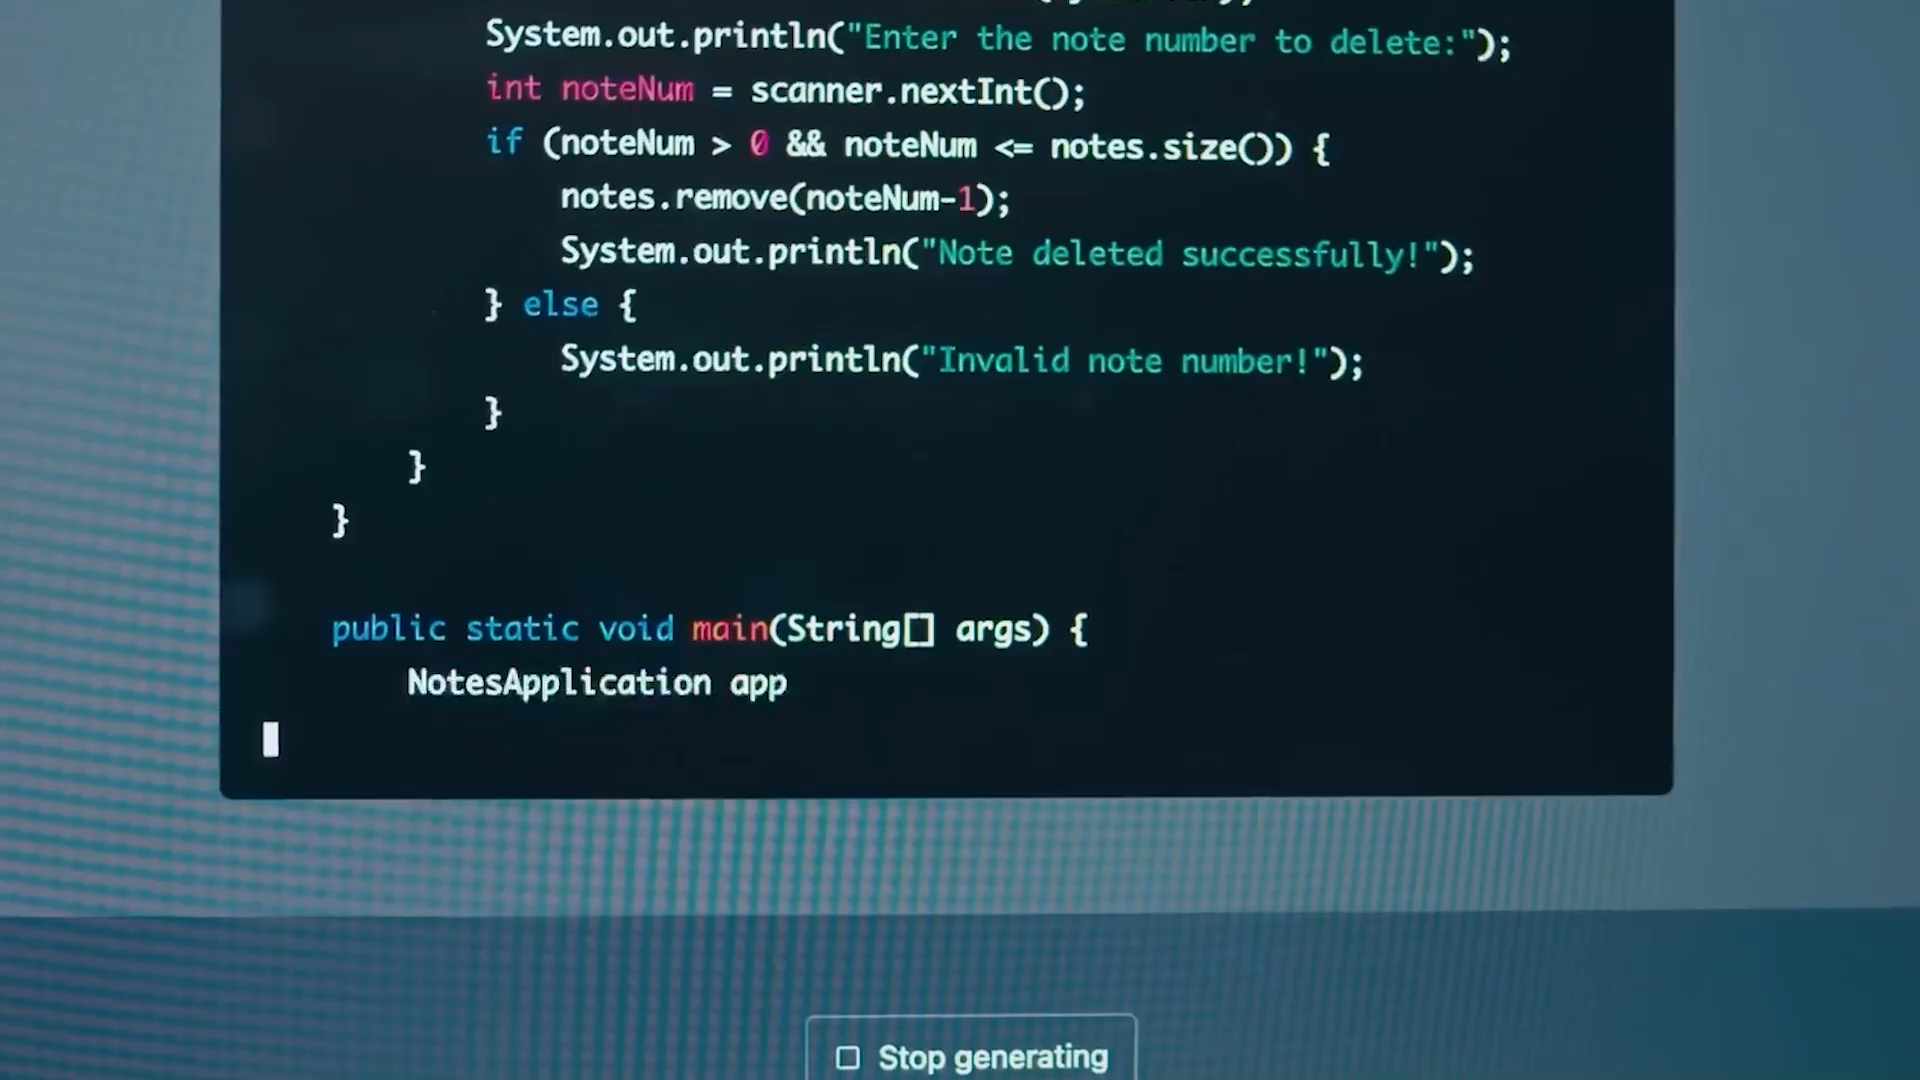 System.out.println("Enter the note number to delete:");
int noteNum = scanner.nextInt();
if (noteNum > 0 && noteNum <= notes.size()) {
notes.remove(noteNum-1);
System.out.println("Note deleted successfully!");
} else {
System.out.println("Invalid note number!");
}
}
}
public static void main(String[] args) {
NotesApplication app
Stop generating